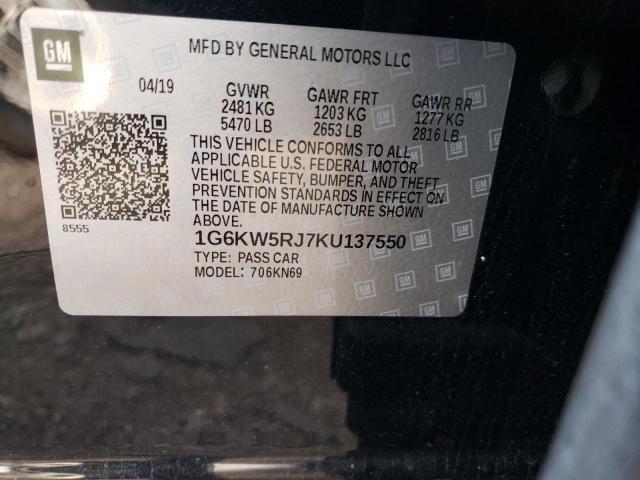 GM
MFD BY GENERAL MOTORS LLC
04/19
GVWR
2481 KG
5470 LB
GAWR FRT
1203 KG
2653 LB
GAWR RR
1277 KG
2816 LB
THIS VEHICLE CONFORMS TO ALL
APPLICABLE U.S. FEDERAL MOTOR
VEHICLE SAFETY, BUMPER, AND THEFT
PREVENTION STANDARDS IN EFFECT ON
THE DATE OF MANUFACTURE SHOWN
ABOVE.
8555
1G6KW5RJ7KU137550
TYPE: PASS CAR
MODEL: 706KN69